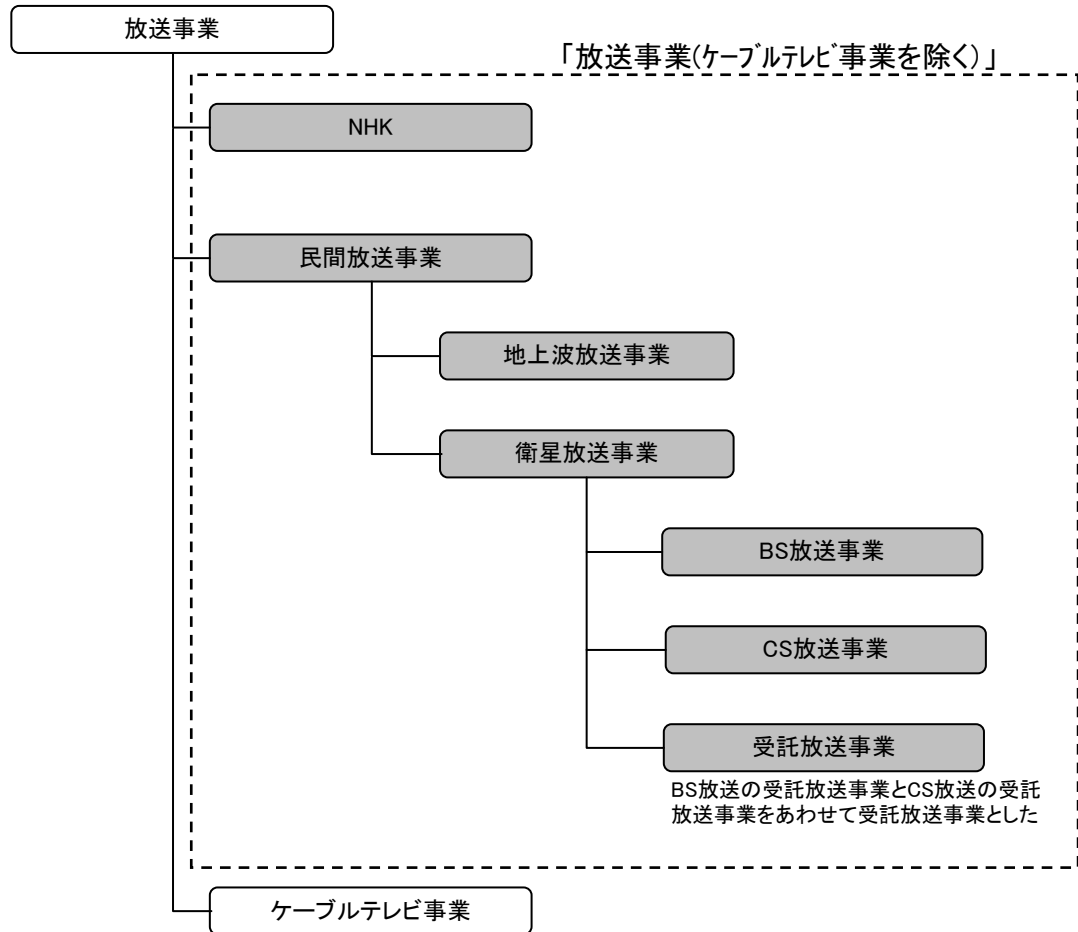 放送事業
「放送事業(ｹｰﾌﾞﾙﾃﾚﾋﾞ事業を除く)」
NHK
民間放送事業
地上波放送事業
衛星放送事業
BS放送事業
CS放送事業
受託放送事業
BS放送の受託放送事業とCS放送の受託
放送事業をあわせて受託放送事業とした
ケーブルテレビ事業